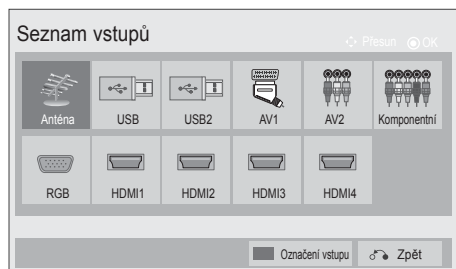 Seznam vstupů
Přesun OK
Anténa USB USB2 AV1 AV2 Komponentní
RGB HDMI1 HDMI2 HDMI3 HDMI4
Označení vstupu Zpět